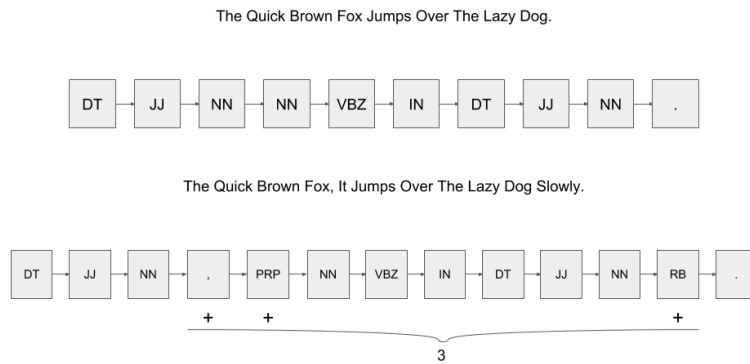 The Quick Brown Fox Jumps Over The Lazy Dog.
DT JJ NN NN VBZ IN DT JJ NN .
The Quick Brown Fox, It Jumps Over The Lazy Dog Slowly.
DT JJ NN , PRP NN VBZ IN DT JJ NN RB .
+ + +
3